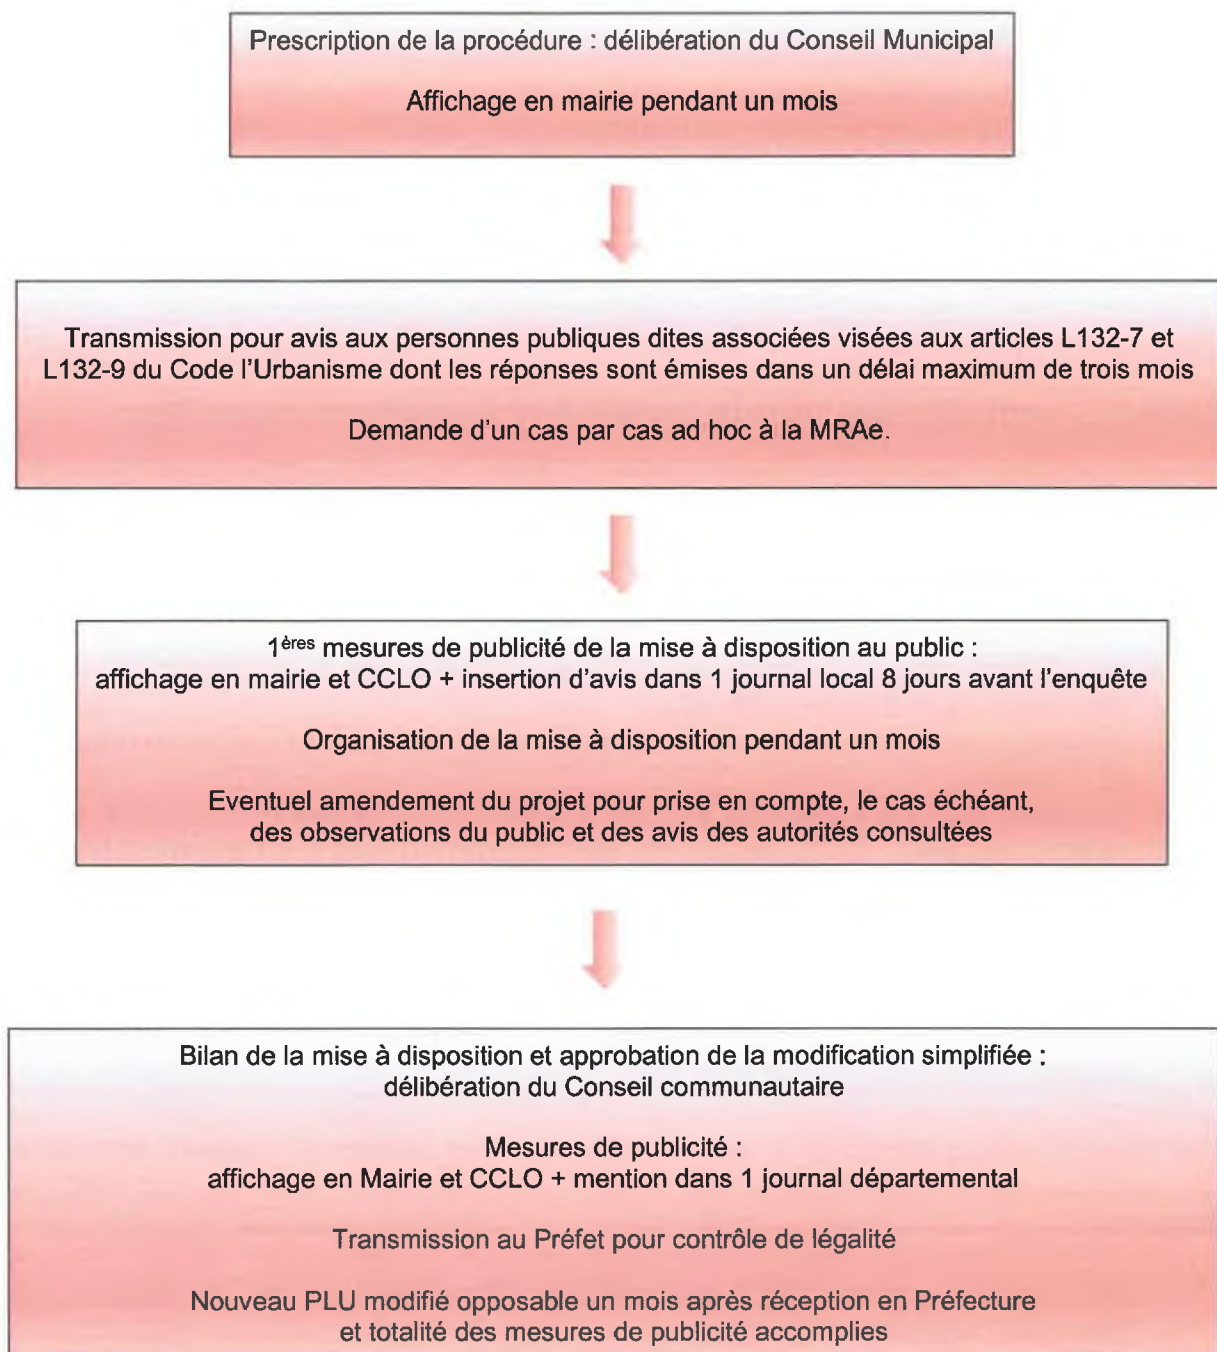 Prescription de la procédure : délibération du Conseil Municipal
Affichage en mairie pendant un mois
Transmission pour avis aux personnes publiques dites associées visées aux articles L132-7 et
L132-9 du Code l'Urbanisme dont les réponses sont émises dans un délai maximum de trois mois
Demande d'un cas par cas ad hoc à la MRAe.
1ères mesures de publicité de la mise à disposition au public :
affichage en mairie et CCLO + insertion d'avis dans 1 journal local 8 jours avant l'enquête
Organisation de la mise à disposition pendant un mois
Eventuel amendement du projet pour prise en compte, le cas échéant,
des observations du public et des avis des autorités consultées
Bilan de la mise à disposition et approbation de la modification simplifiée :
délibération du Conseil communautaire
Mesures de publicité :
affichage en Mairie et CCLO + mention dans 1 journal départemental
Transmission au Préfet pour contrôle de légalité
Nouveau PLU modifié opposable un mois après réception en Préfecture
et totalité des mesures de publicité accomplies